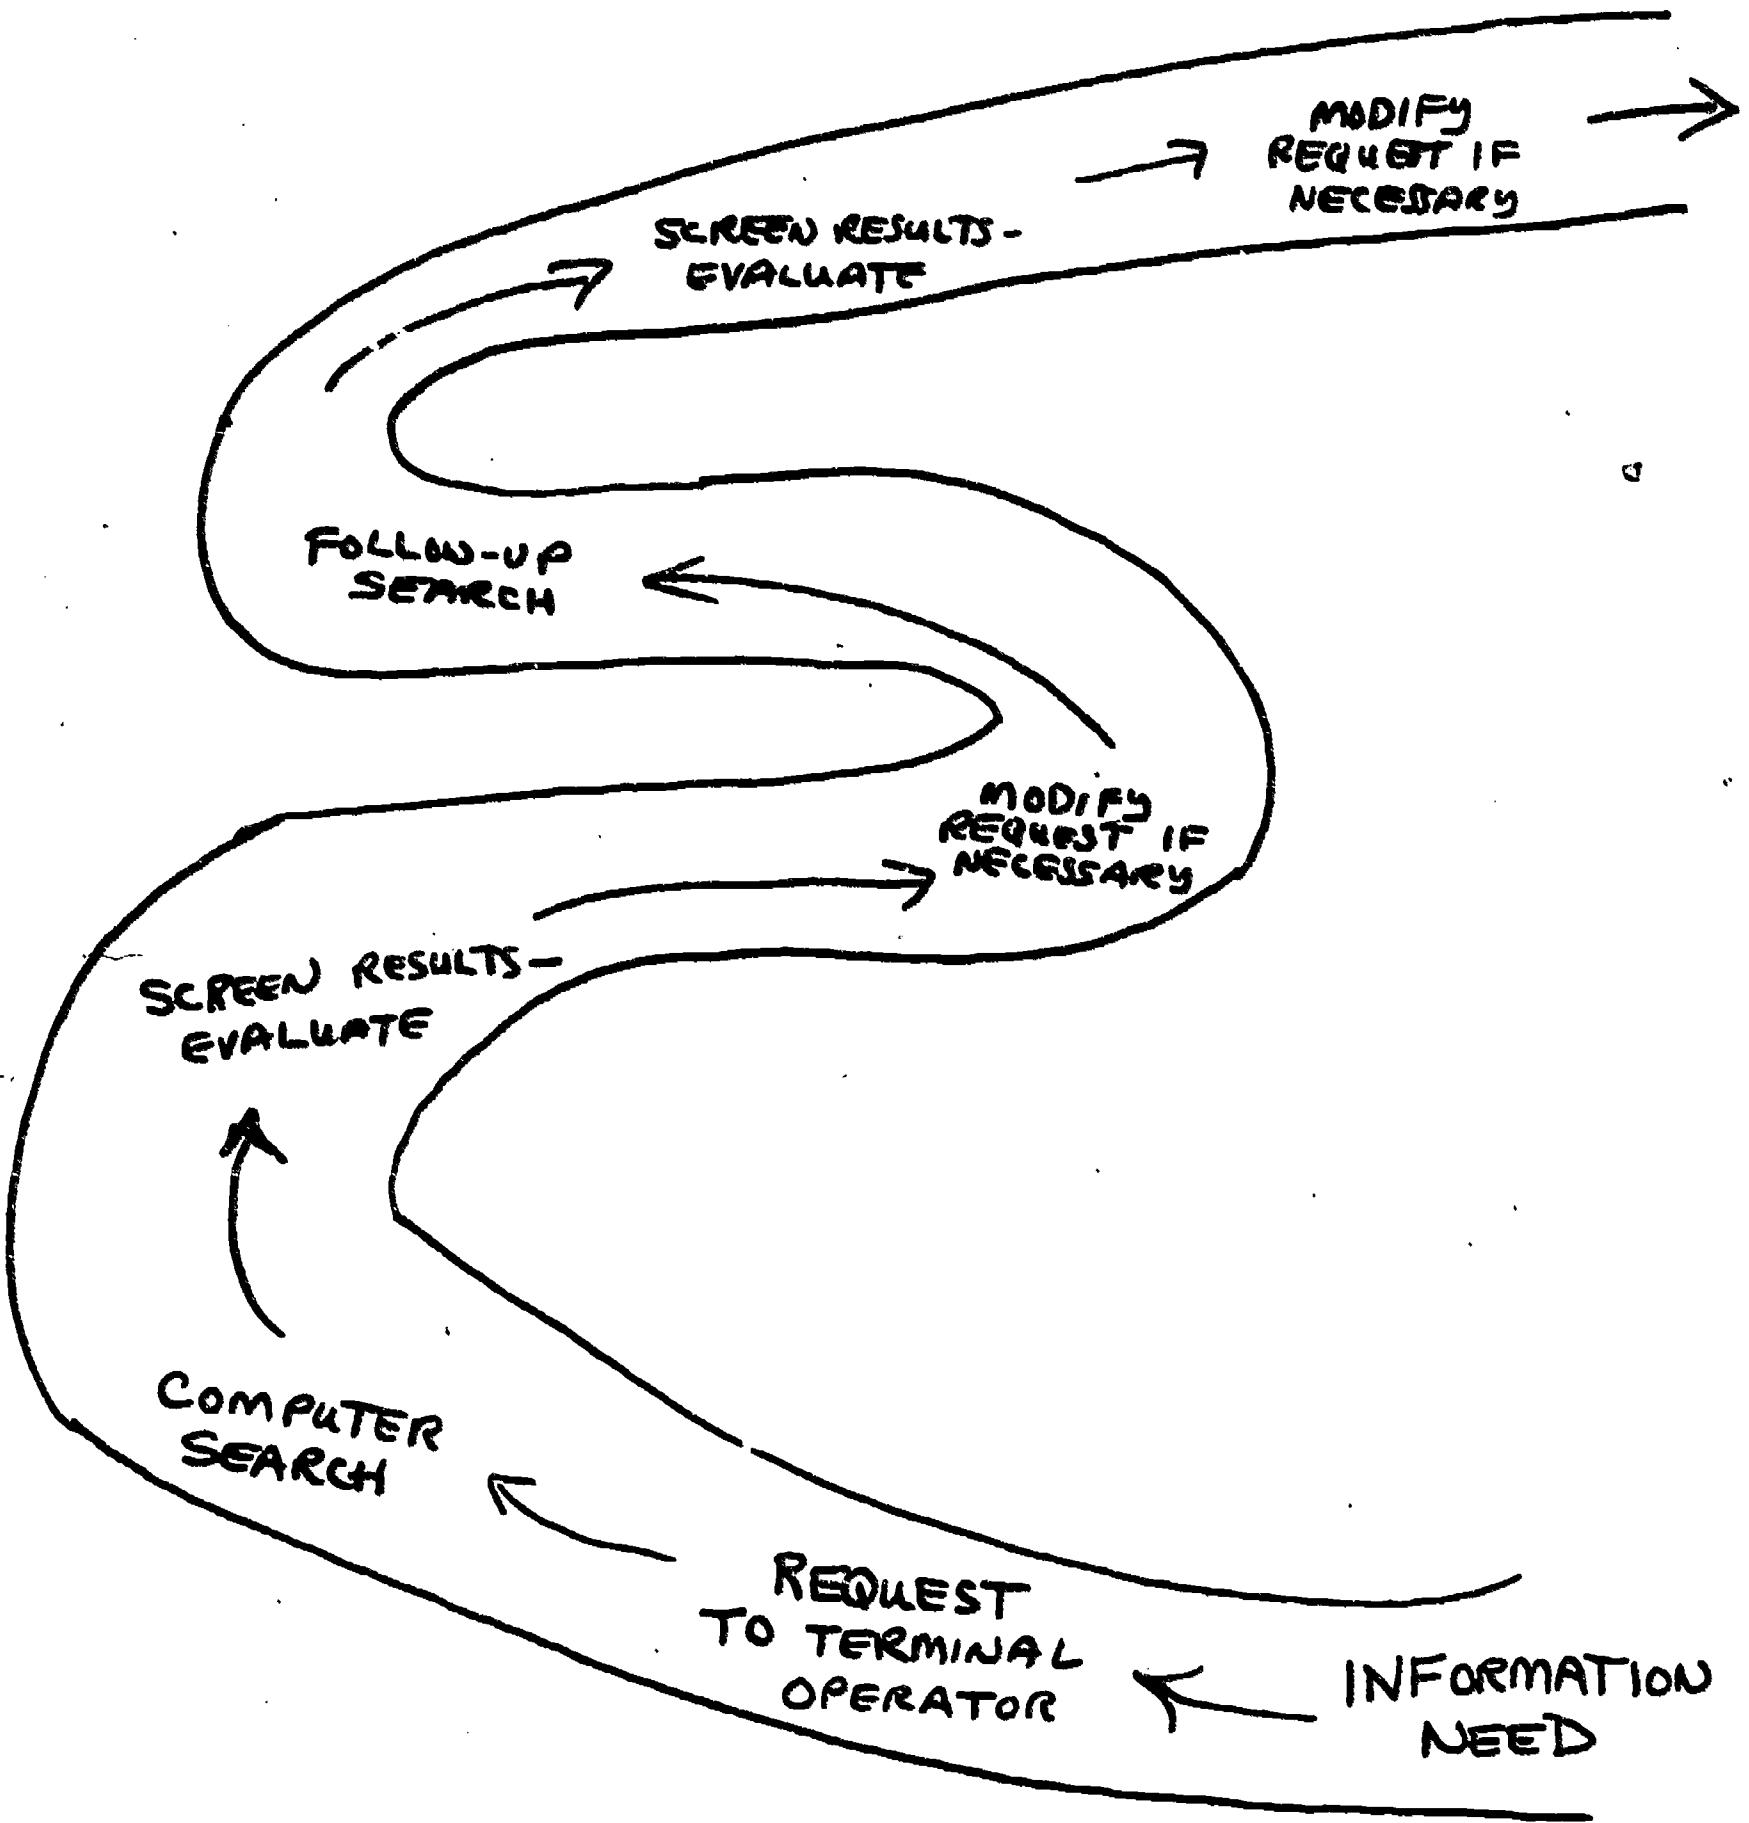 MODIFY
REQUEST IF
NECESSARY
SCREEN RESULTS-
EVALUATE
FOLLOW-UP
SEARCH
MODIFY
REQUEST IF
NECESSARY
SCREEN RESULTS-
EVALUATE
COMPUTER
SEARCH
REQUEST
TO TERMINAL
OPERATOR
INFORMATION
NEED